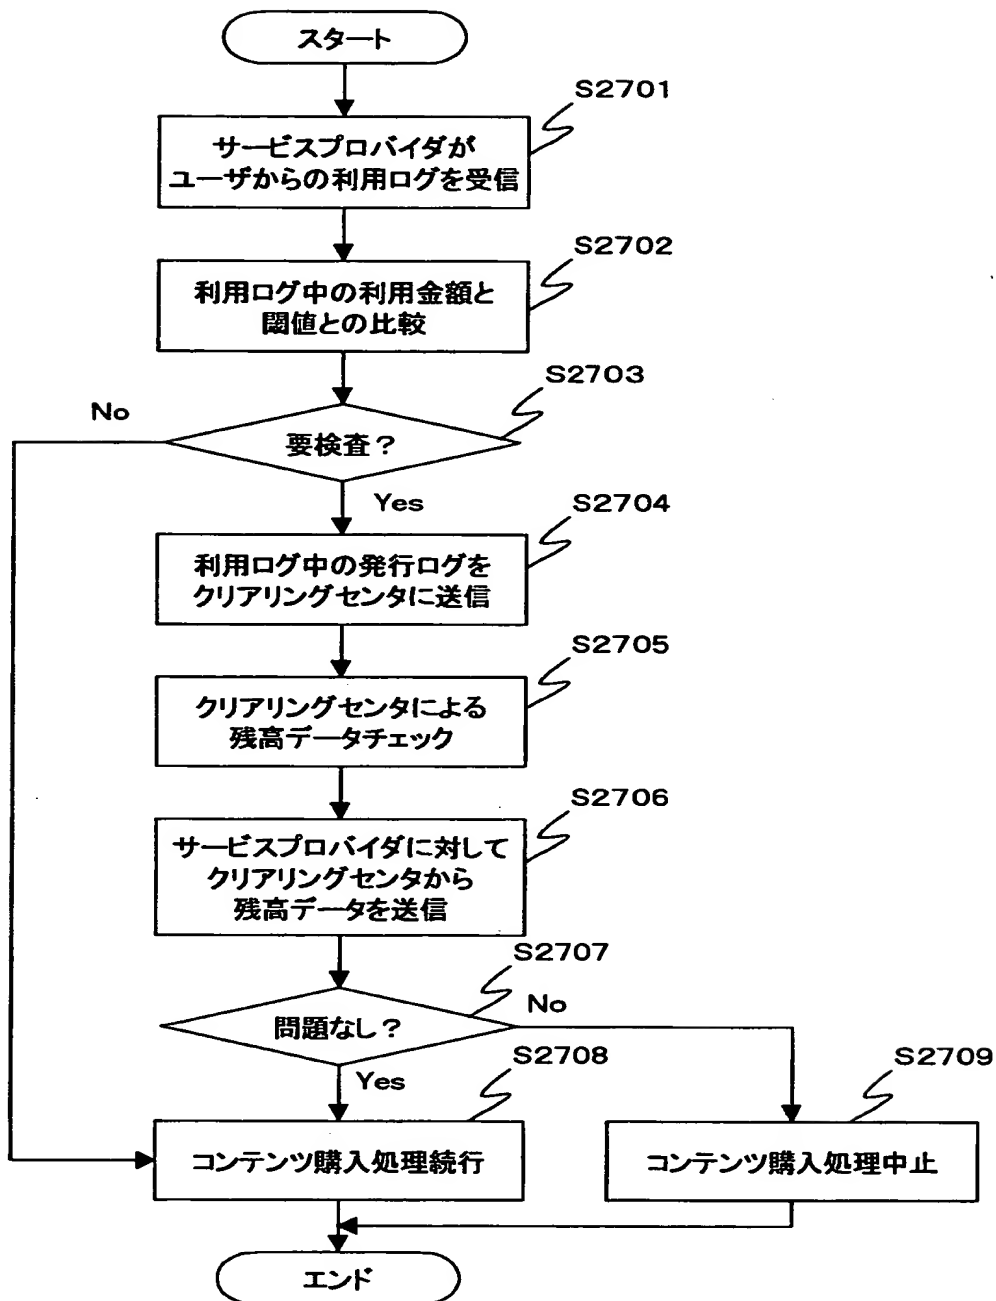 スタート
S2701
サービスプロバイダが
ユーザからの利用ログを受信
S2702
利用ログ中の利用金額と
閾値との比較
S2703
No
要検査?
Yes
S2704
利用ログ中の発行ログを
クリアリングセンタに送信
S2705
クリアリングセンタによる
残高データチェック
S2706
サービスプロバイダに対して
クリアリングセンタから
残高データを送信
S2707
No
問題なし?
S2708
Yes
S2709
コンテンツ購入処理続行
コンテンツ購入処理中止
エンド